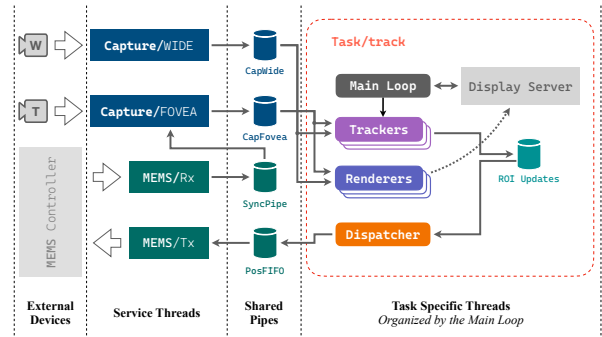 Task/track
W
Capture/WIDE
CapWide
Main Loop
Display Server
T
Capture/FOVEA
CapFovea
Trackers
MEMS Controller
MEMS/Rx
SyncPipe
Renderers
ROI Updates
MEMS/Tx
PosFIFO
Dispatcher
External
Devices
Service Threads
Shared
Pipes
Task Specific Threads
Organized by the Main Loop